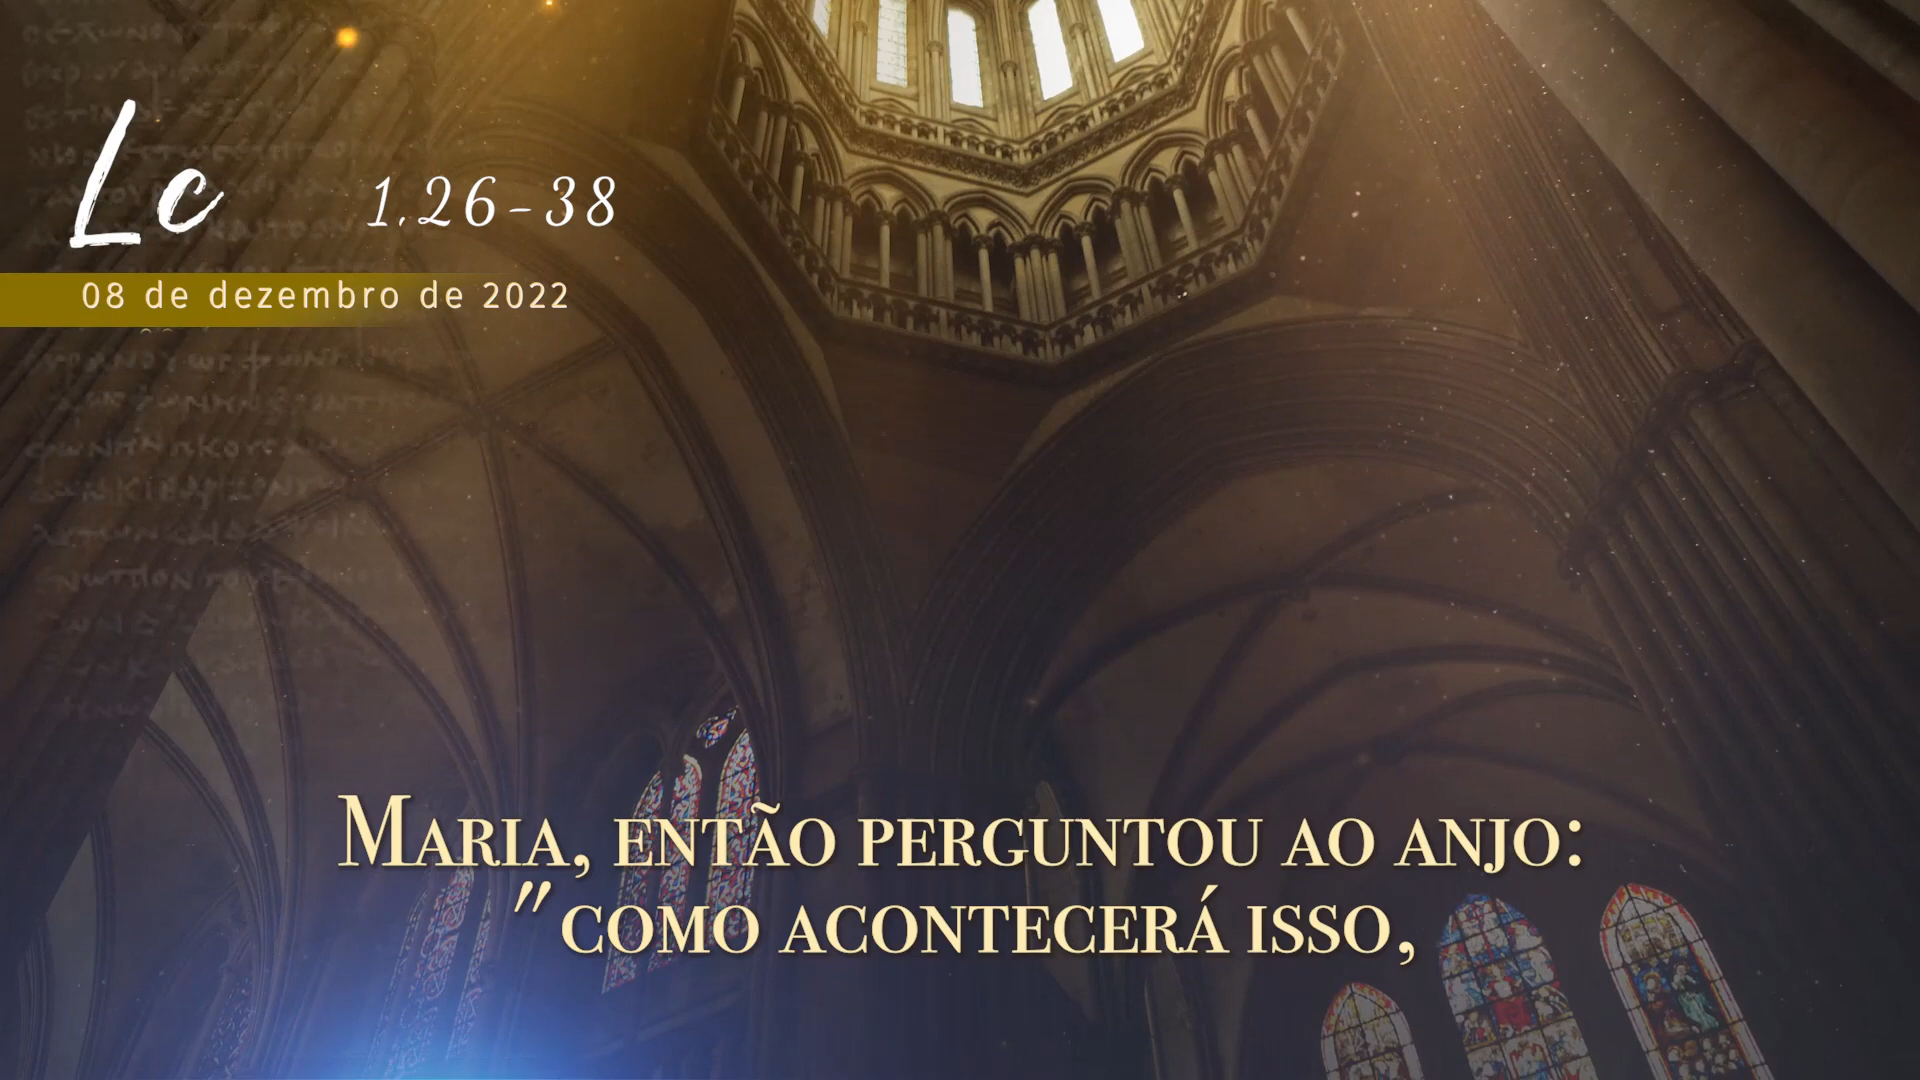 Lc 1,26-38
08 de dezembro de 2022
Maria, então perguntou ao anjo:
"como acontecerá isso,